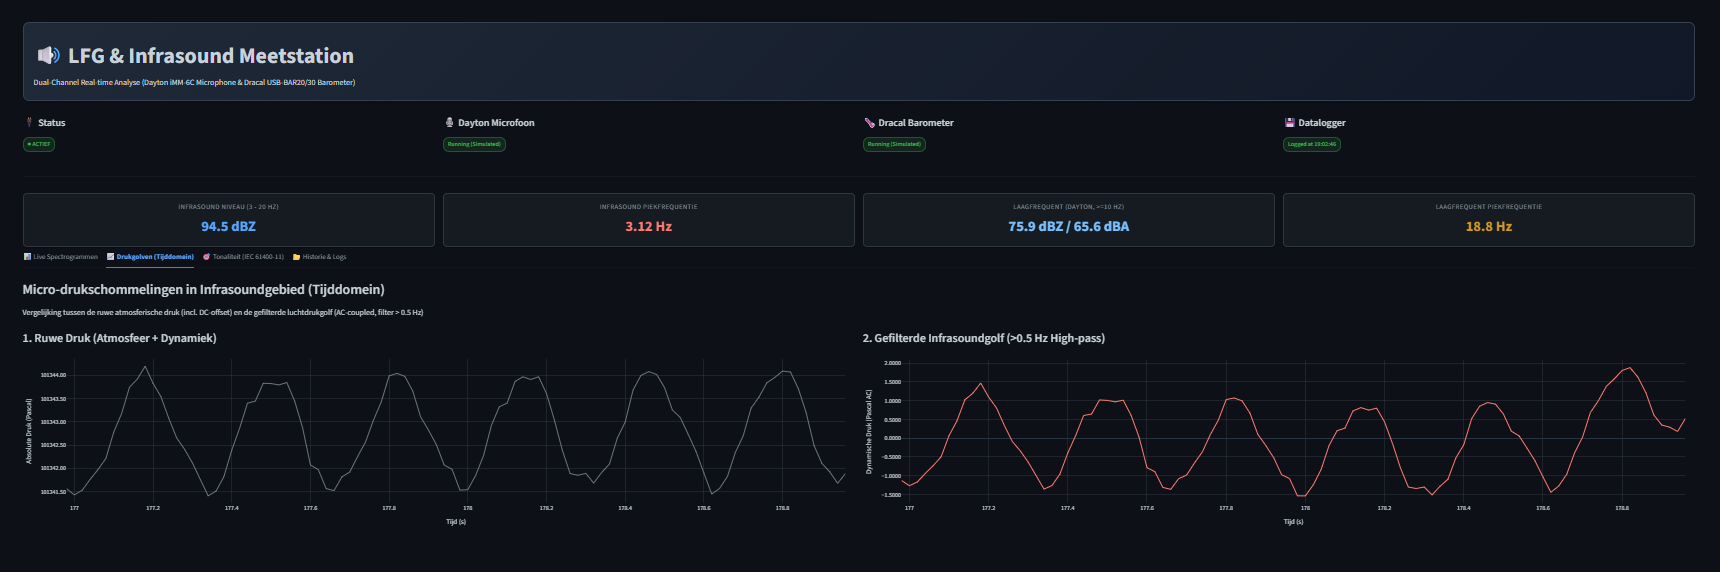 LFG & Infrasound Meetstation
Dual-Channel Real-time Analyse (Dayton iMM-6C Microphone & Dracal USB-BAR20/30 Barometer)
Status
Dayton Microfoon
Dracal Barometer
Datalogger
ACTIEF
Running (Simulated)
Running (Simulated)
Logged at 19:02:46
INFRASOUND NIVEAU (3 - 20 HZ)
94.5 dBZ
INFRASOUND PIEKFREQUENTIE
3.12 Hz
LAAGFREQUENT (DAYTON, >=10 HZ)
75.9 dBZ / 65.6 dBA
LAAGFREQUENT PIEKFREQUENTIE
18.8 Hz
Live Spectrogrammen
Drukgolven (Tijddomein)
Tonaliteit (IEC 61400-11)
Historie & Logs
Micro-drukschommelingen in Infrasoundgebied (Tijddomein)
Vergelijking tussen de ruwe atmosferische druk (incl. DC-offset) en de gefilterde luchtdrukgolf (AC-coupled, filter > 0.5 Hz)
1. Ruwe Druk (Atmosfeer + Dynamiek)
Absolute Druk (Pascal)
101344.00
101343.50
101343.00
101342.50
101342.00
101341.50
177
177.2
177.4
177.6
177.8
178
178.2
178.4
178.6
178.8
Tijd (s)
2. Gefilterde Infrasoundgolf (>0.5 Hz High-pass)
Dynamische Druk (Pascal AC)
2.0000
1.5000
1.0000
0.5000
0.0000
−0.5000
−1.0000
−1.5000
177
177.2
177.4
177.6
177.8
178
178.2
178.4
178.6
178.8
Tijd (s)